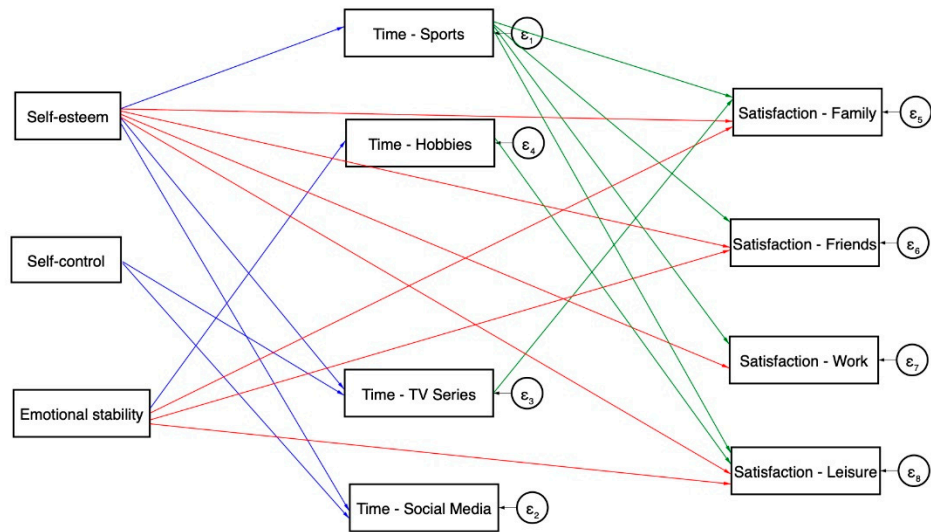 Time - Sports
ε1
Self-esteem
Satisfaction - Family
ε5
Time - Hobbies
ε4
Self-control
Satisfaction - Friends
ε6
Satisfaction - Work
ε7
Emotional stability
Time - TV Series
ε3
Satisfaction - Leisure
ε8
Time - Social Media
ε2